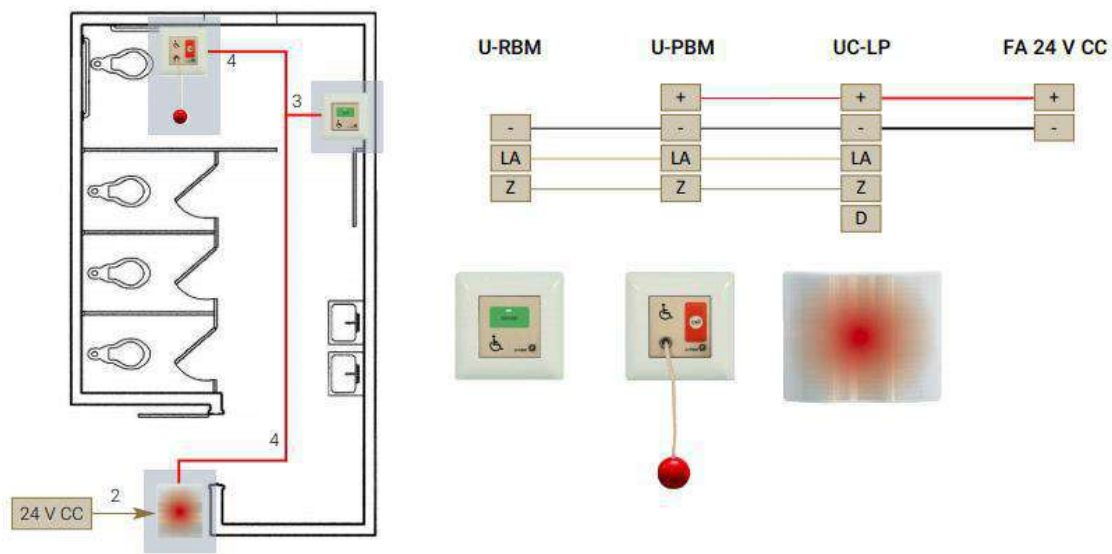 4
3
4
2
24 V CC
U-RBM
U-PBM
UC-LP
FA 24 V CC
+
+
+
-
-
-
-
LA
LA
LA
Z
Z
Z
D